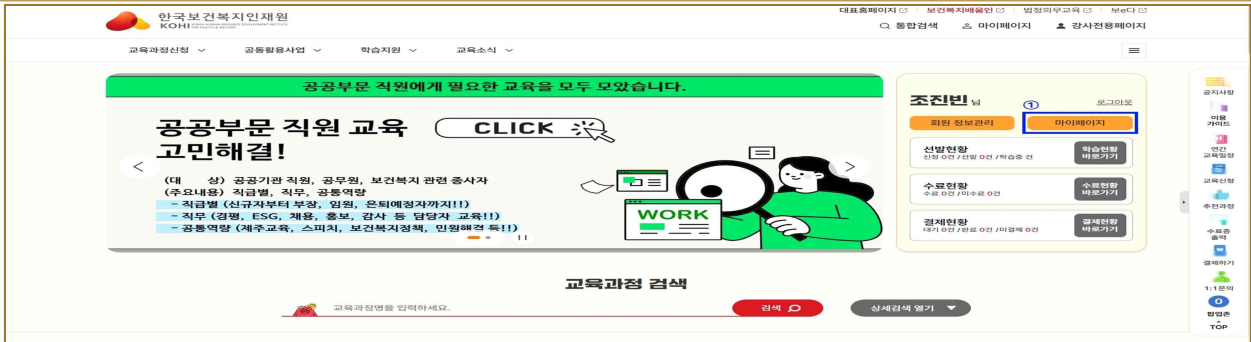 대표홈페이지 보건복지배움인 법정의무교육 보e다
한국보건복지인재원
KOHI KOREA HUMAN RESOURCE DEVELOPMENT INSTITUTE FOR HEALTH & WELFARE
통합검색 마이페이지 강사전용페이지
교육과정신청 공동활용사업 학습지원 교육소식
공공부문 직원에게 필요한 교육을 모두 모았습니다.
공공부문 직원 교육
CLICK
고민해결!
(대 상) 공공기관 직원, 공무원, 보건복지 관련 종사자
(주요내용) 직급별, 직무, 공통역량
- 직급별 (신규자부터 부장, 임원, 은퇴예정자까지!!)
- 직무 (경평, ESG, 채용, 홍보, 감사 등 담당자 교육!!)
- 공통역량 (제주교육, 스피치, 보건복지정책, 민원해결 등!!)
WORK
조진빈 님
①
로그아웃
회원 정보관리
마이페이지
선발현황
신청 0건 /선발 0건 /학습중 건
학습현황
바로가기
수료현황
수료 0건 /미수료 0건
수료현황
바로가기
결제현황
대기 0건 /완료 0건 /미결제 0건
결제현황
바로가기
공지사항
이용
가이드
연간
교육일정
교육신청
추천과정
수료증
출력
결제하기
1:1문의
0
팝업존
TOP
교육과정 검색
교육과정명을 입력하세요.
검색
상세검색 열기